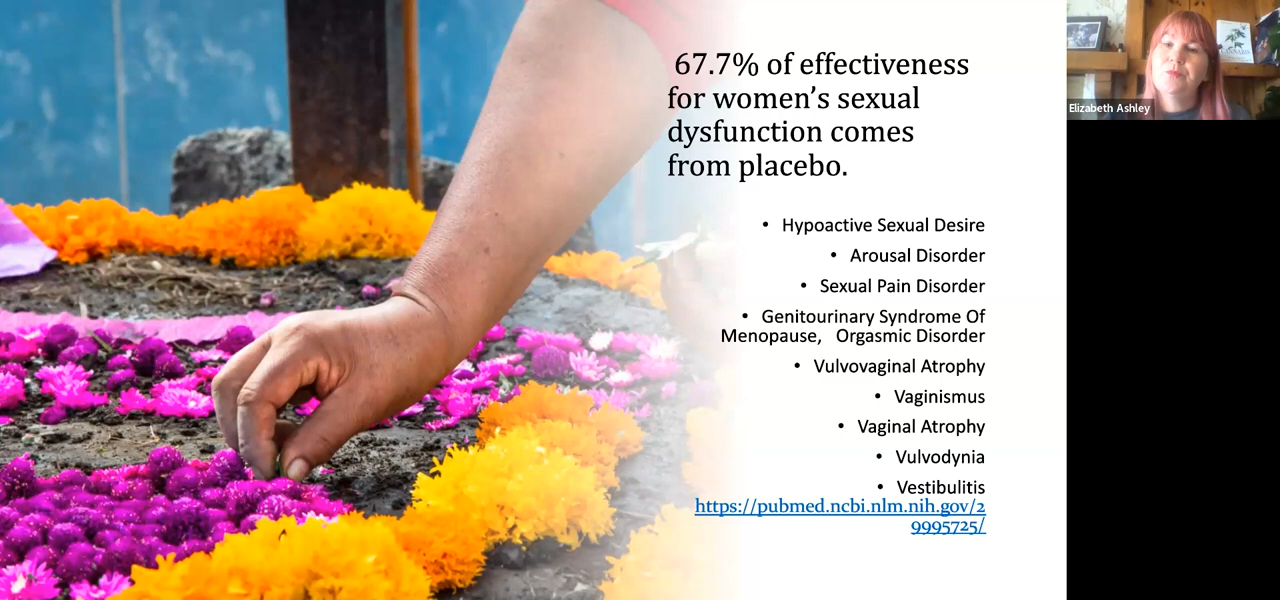 67.7% of effectiveness
for women's sexual
dysfunction comes
from placebo.
• Hypoactive Sexual Desire
• Arousal Disorder
• Sexual Pain Disorder
• Genitourinary Syndrome Of
Menopause, Orgasmic Disorder
• Vulvovaginal Atrophy
• Vaginismus
• Vaginal Atrophy
• Vulvodynia
• Vestibulitis
https://pubmed.ncbi.nlm.nih.gov/2
9995725/
Elizabeth Ashley